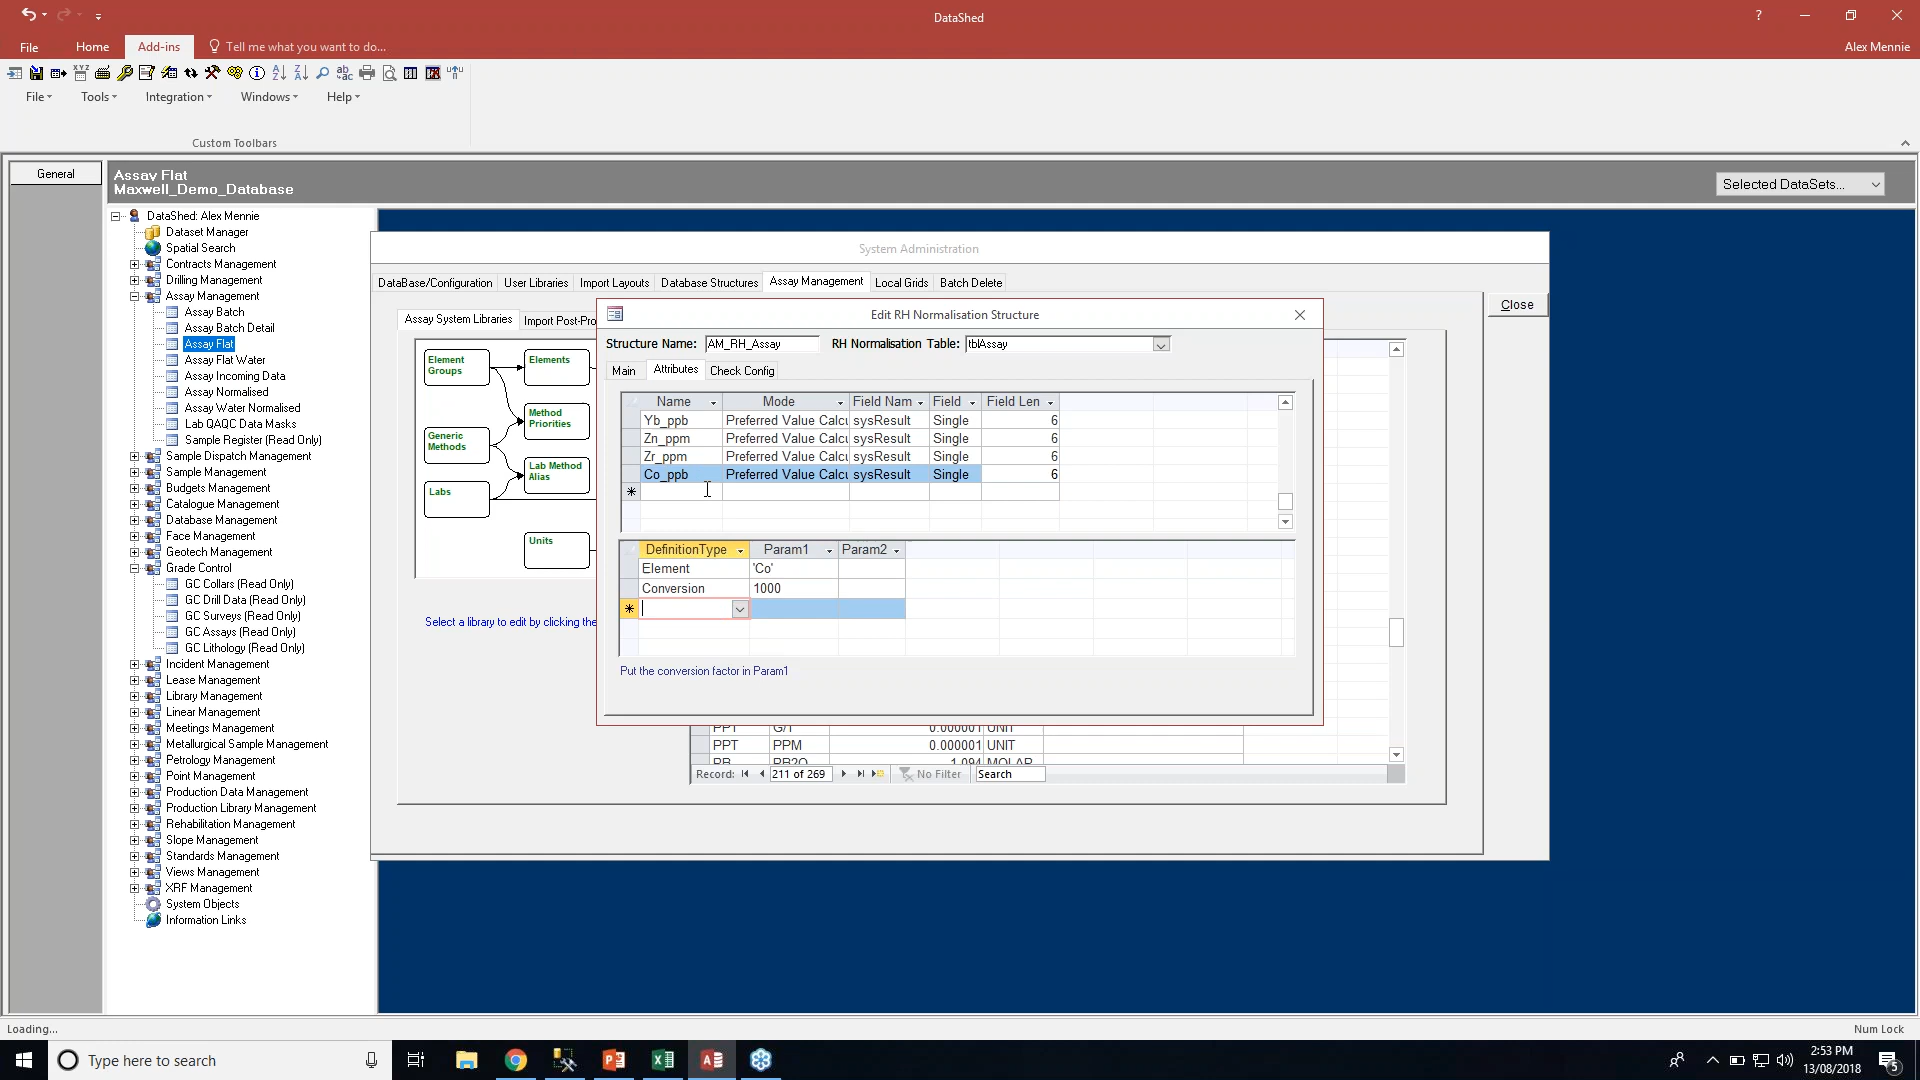 DataShed
File Home Add-ins Tell me what you want to do... Alex Mennie
File Tools Integration Windows Help
Custom Toolbars
General
Assay Flat
Maxwell_Demo_Database
Selected DataSets...
DataShed: Alex Mennie
Dataset Manager
Spatial Search
Contracts Management
Drilling Management
Assay Management
Assay Batch
Assay Batch Detail
Assay Flat
Assay Flat Water
Assay Incoming Data
Assay Normalised
Assay Water Normalised
Lab QAQC Data Masks
Sample Register (Read Only)
Sample Dispatch Management
Sample Management
Budgets Management
Catalogue Management
Database Management
Face Management
Geotech Management
Grade Control
GC Collars (Read Only)
GC Drill Data (Read Only)
GC Surveys (Read Only)
GC Assays (Read Only)
GC Lithology (Read Only)
Incident Management
Lease Management
Library Management
Linear Management
Meetings Management
Metallurgical Sample Management
Petrology Management
Point Management
Production Data Management
Production Library Management
Rehabilitation Management
Slope Management
Standards Management
Views Management
XRF Management
System Objects
Information Links
System Administration
DataBase/Configuration User Libraries Import Layouts Database Structures Assay Management Local Grids Batch Delete
Close
Assay System Libraries Import Post-Pro
Element Groups
Elements
Method Priorities
Generic Methods
Lab Method Alias
Labs
Units
Select a library to edit by clicking the
Edit RH Normalisation Structure
Structure Name: AM_RH_Assay RH Normalisation Table: tblAssay
Main Attributes Check Config
Name Mode Field Nam Field Field Len
Yb_ppb Preferred Value Calcu sysResult Single 6
Zn_ppm Preferred Value Calcu sysResult Single 6
Zr_ppm Preferred Value Calcu sysResult Single 6
Co_ppb Preferred Value Calcu sysResult Single 6
DefinitionType Param1 Param2
Element 'Co'
Conversion 1000
Put the conversion factor in Param1
PPT G/T 0.000001 UNIT
PPT PPM 0.000001 UNIT
PB PB2O 1.094 MOLAR
Record: 211 of 269 No Filter Search
Loading...
Num Lock
Type here to search
2:53 PM
13/08/2018
5